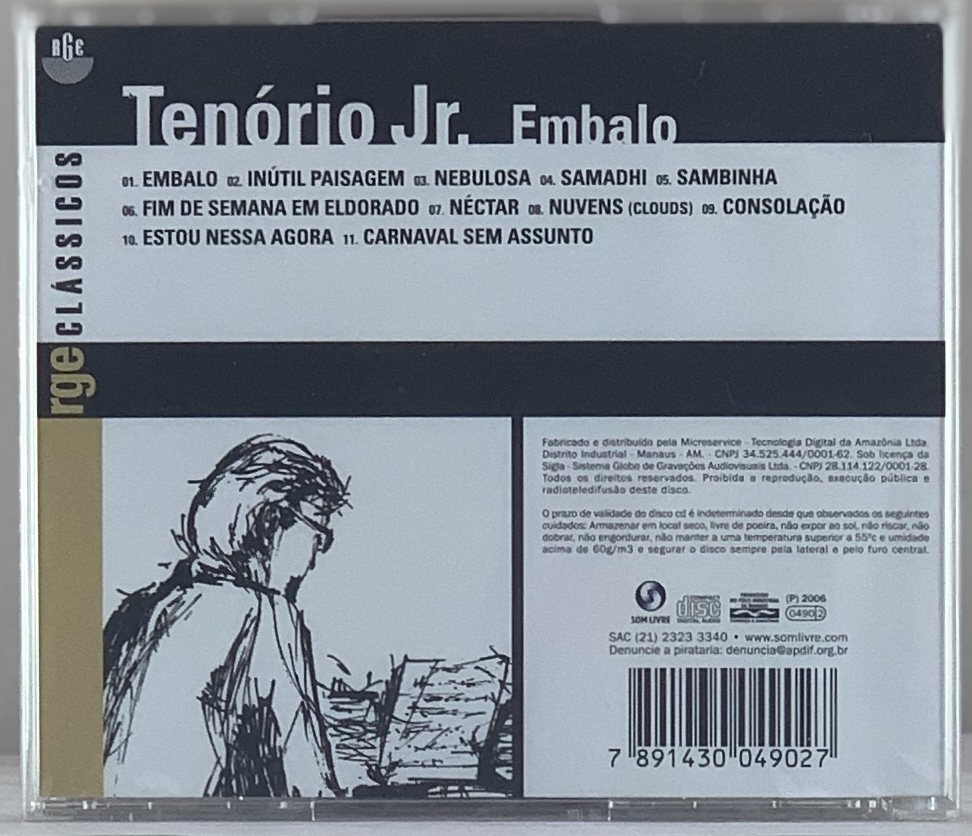 RGE
Tenório Jr. Embalo
rge CLÁSSICOS
01. EMBALO 02. INÚTIL PAISAGEM 03. NEBULOSA 04. SAMADHI 05. SAMBINHA
06. FIM DE SEMANA EM ELDORADO 07. NÉCTAR 08. NUVENS (CLOUDS) 09. CONSOLAÇÃO
10. ESTOU NESSA AGORA 11. CARNAVAL SEM ASSUNTO
Fabricado e distribuído pela Microservice - Tecnologia Digital da Amazônia Ltda.
Distrito Industrial - Manaus - AM. - CNPJ 34.525.444/0001-62. Sob licença da
Sigla - Sistema Globo de Gravações Audiovisuais Ltda. - CNPJ 28.114.122/0001-28.
Todos os direitos reservados. Proibida a reprodução, execução pública e
radioteledifusão deste disco.
O prazo de validade do disco cd é indeterminado desde que observados os seguintes
cuidados: Armazenar em local seco, livre de poeira, não expor ao sol, não riscar, não
dobrar, não engordurar, não manter a uma temperatura superior a 55ºc e umidade
acima de 60g/m3 e segurar o disco sempre pela lateral e pelo furo central.
SOM LIVRE
COMPACT
disc
DIGITAL AUDIO
(P) 2006
0490 2
SAC (21) 2323 3340 • www.somlivre.com
Denuncie a pirataria: denuncia@apdif.org.br
7 891430 049027